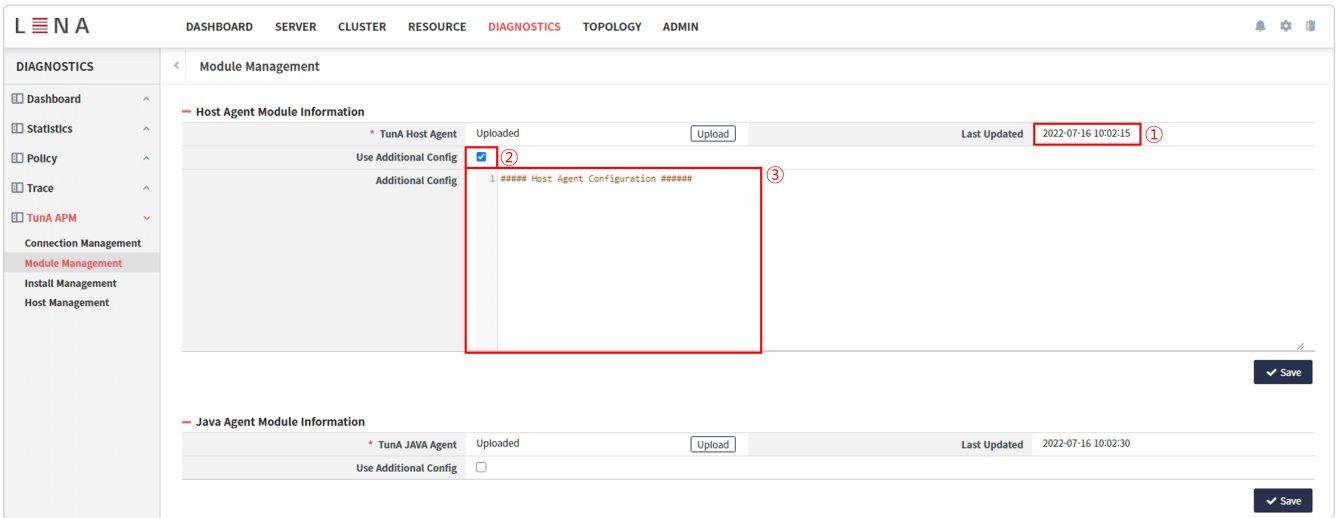 LENA
DASHBOARD SERVER CLUSTER RESOURCE DIAGNOSTICS TOPOLOGY ADMIN
DIAGNOSTICS
Dashboard
Statistics
Policy
Trace
TunA APM
Connection Management
Module Management
Install Management
Host Management
< Module Management
Host Agent Module Information
* TunA Host Agent Uploaded Upload Last Updated 2022-07-16 10:02:15 ①
Use Additional Config ②
Additional Config 1 ##### Host Agent Configuration ###### ③
Save
Java Agent Module Information
* TunA JAVA Agent Uploaded Upload Last Updated 2022-07-16 10:02:30
Use Additional Config
Save